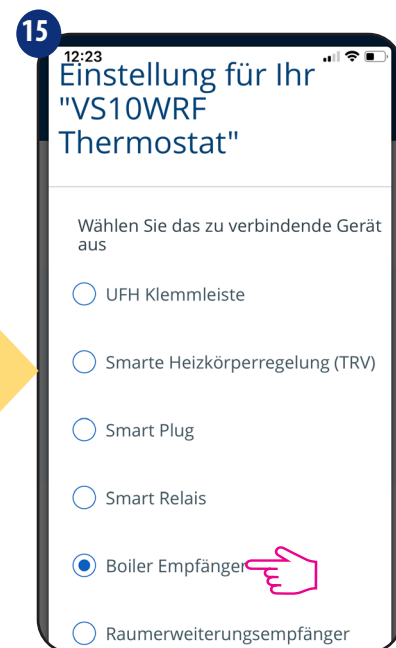 15
12:23
Einstellung für Ihr
"VS10WRF
Thermostat"
Wählen Sie das zu verbindende Gerät
aus
UFH Klemmleiste
Smarte Heizkörperregelung (TRV)
Smart Plug
Smart Relais
Boiler Empfänger
Raumerweiterungsempfänger